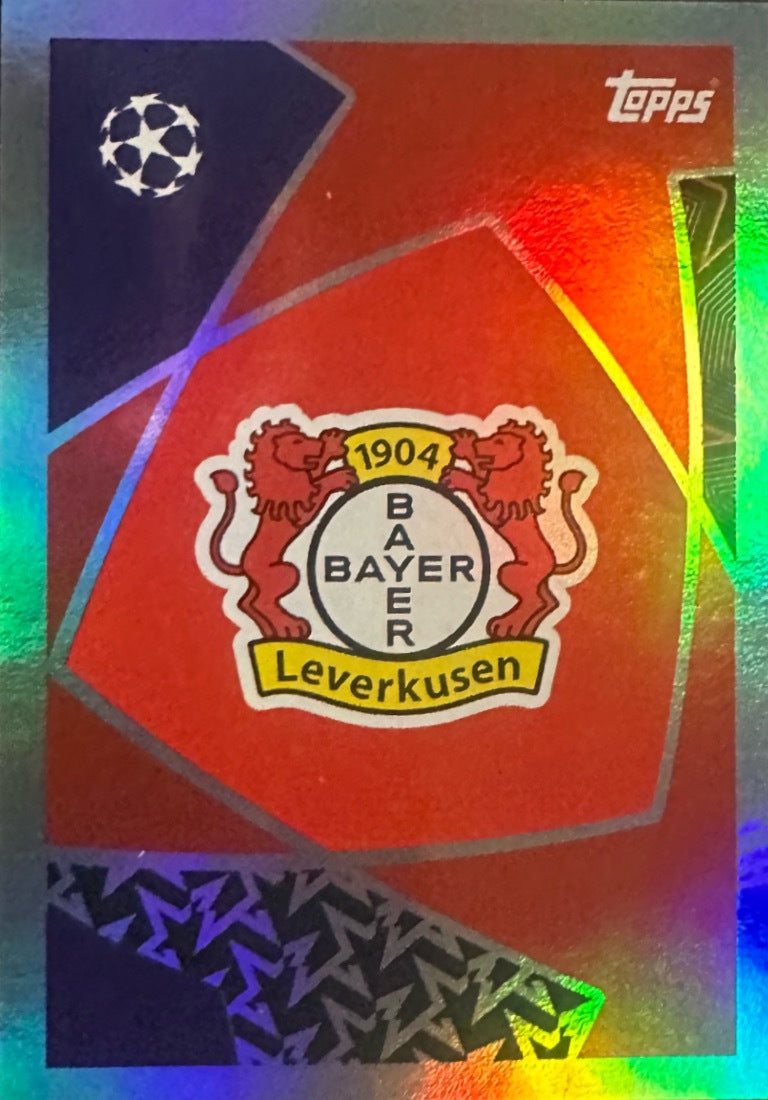 Topps
1904
BAYER
BAYER
Leverkusen